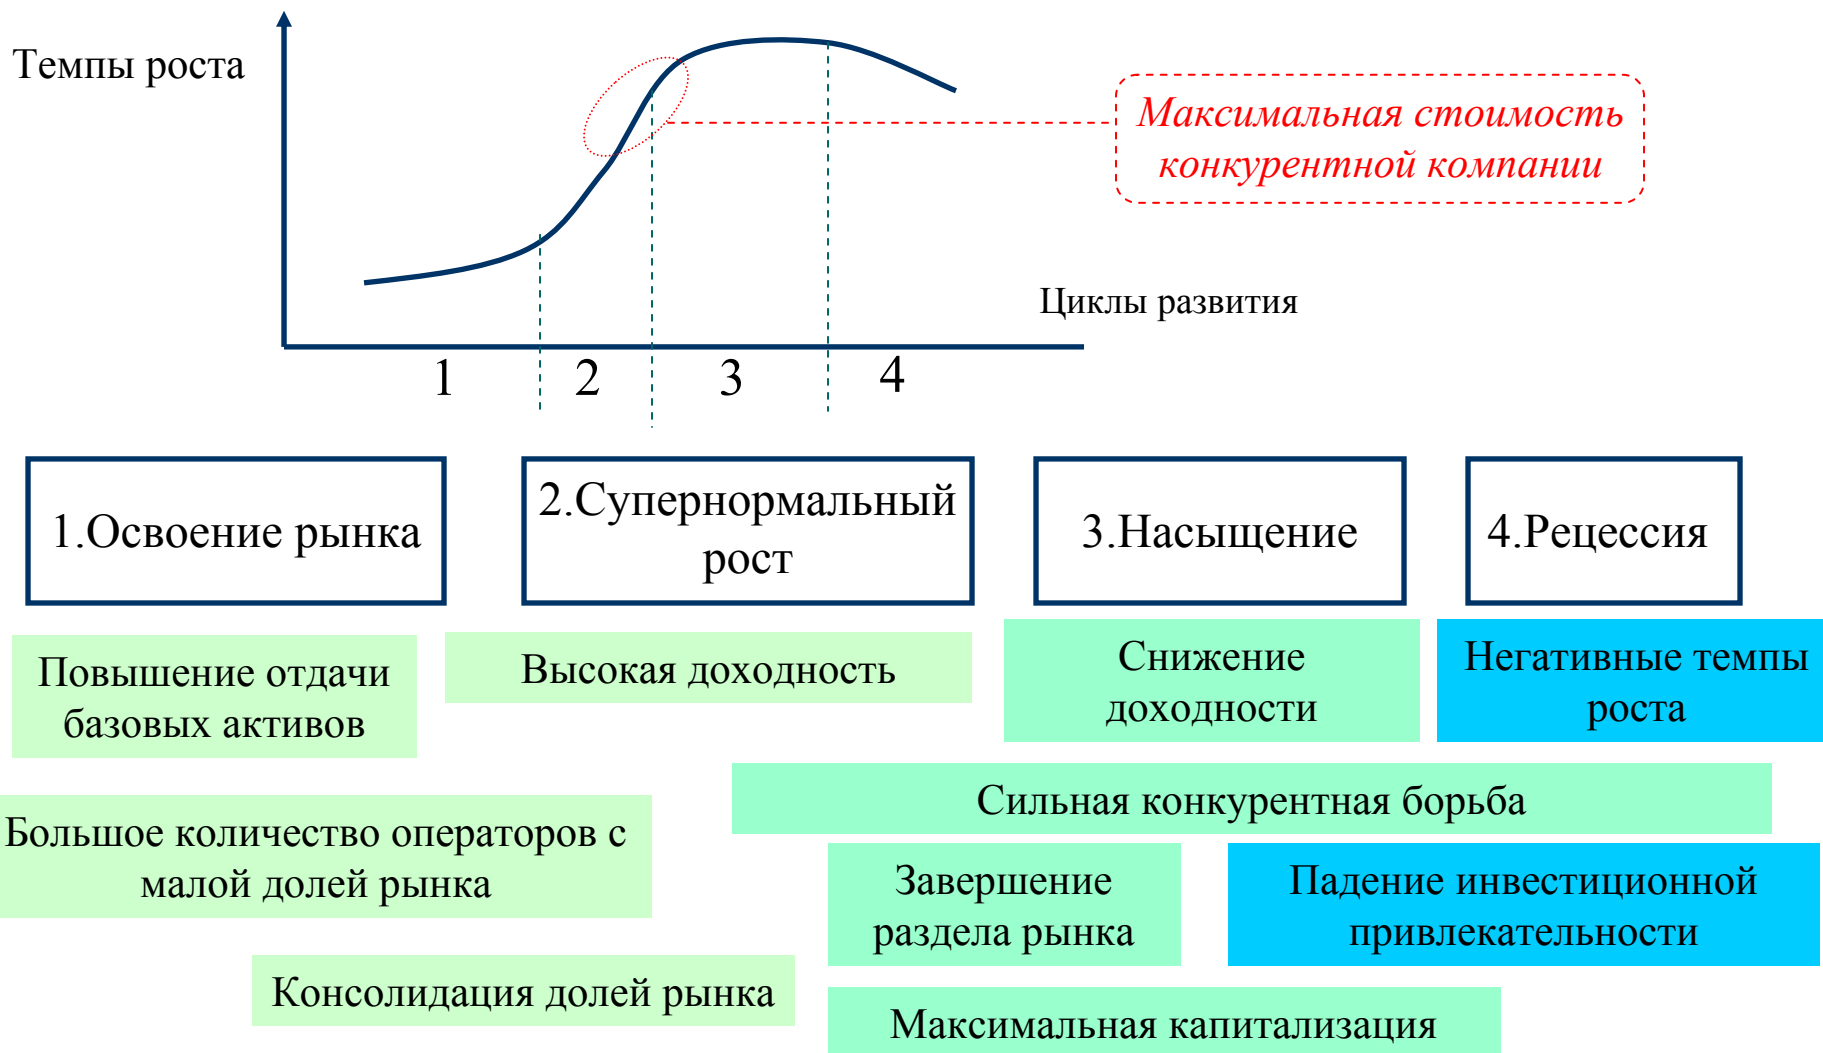 Темпы роста
Максимальная стоимость
конкурентной компании
Циклы развития
1
2
3
4
1.Освоение рынка
2.Супернормальный
рост
3.Насыщение
4.Рецессия
Повышение отдачи
базовых активов
Высокая доходность
Снижение
доходности
Негативные темпы
роста
Сильная конкурентная борьба
Большое количество операторов с
малой долей рынка
Завершение
раздела рынка
Падение инвестиционной
привлекательности
Консолидация долей рынка
Максимальная капитализация